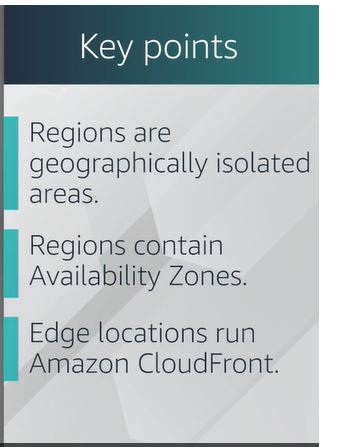 Key points
Regions are
geographically isolated
areas.
Regions contain
Availability Zones.
Edge locations run
Amazon CloudFront.